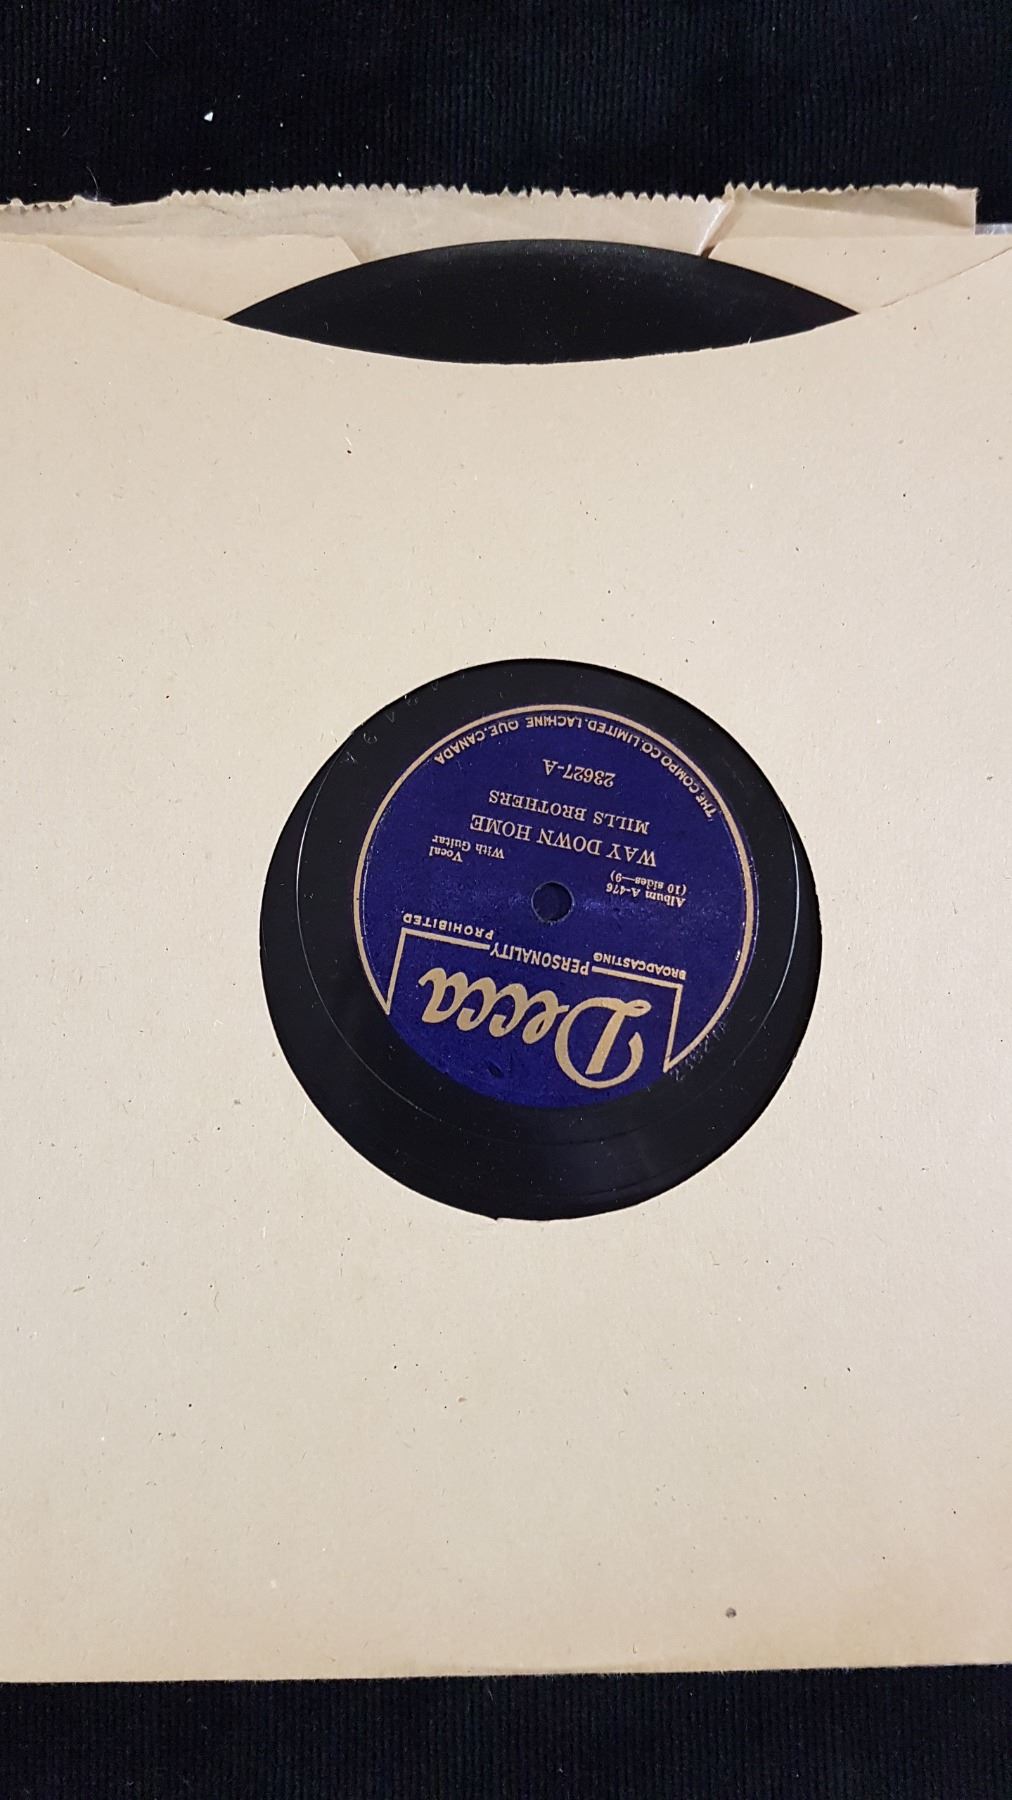 Decca
BROADCASTING PERSONALITY PROHIBITED
Album A-476
(10 sides—9)
Vocal
With Guitar
WAY DOWN HOME
MILLS BROTHERS
23627-A
THE.COMPO.CO.LIMITED.LACHINE QUE.CANADA